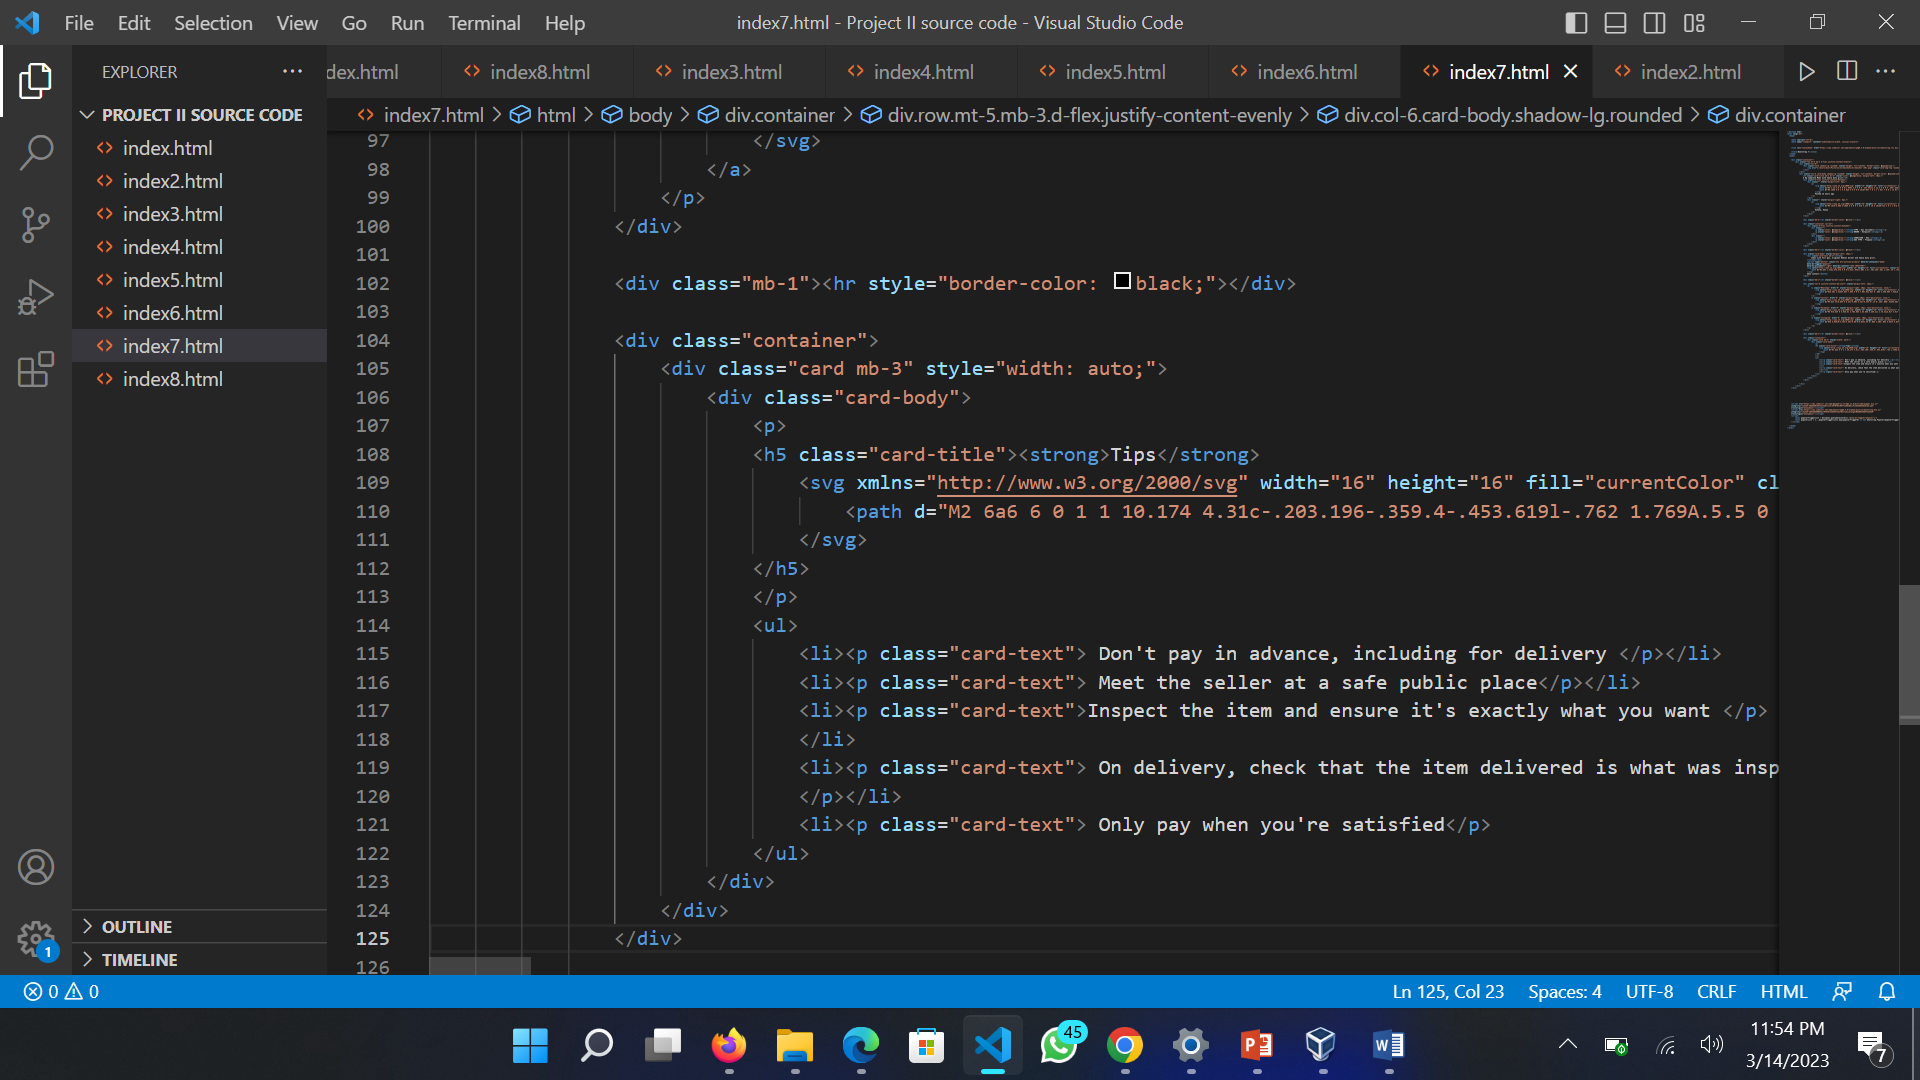 File Edit Selection View Go Run Terminal Help index7.html - Project II source code - Visual Studio Code
EXPLORER
dex.html index8.html index3.html index4.html index5.html index6.html index7.html index2.html
PROJECT II SOURCE CODE
index.html
index2.html
index3.html
index4.html
index5.html
index6.html
index7.html
index8.html
OUTLINE
TIMELINE
index7.html > html > body > div.container > div.row.mt-5.mb-3.d-flex.justify-content-evenly > div.col-6.card-body.shadow-lg.rounded > div.container
97 </svg>
98 </a>
99 </p>
100 </div>
101
102 <div class="mb-1"><hr style="border-color: black;"></div>
103
104 <div class="container">
105 <div class="card mb-3" style="width: auto;">
106 <div class="card-body">
107 <p>
108 <h5 class="card-title"><strong>Tips</strong>
109 <svg xmlns="http://www.w3.org/2000/svg" width="16" height="16" fill="currentColor" cl
110 <path d="M2 6a6 6 0 1 1 10.174 4.31c-.203.196-.359.4-.453.619l-.762 1.769A.5.5 0
111 </svg>
112 </h5>
113 </p>
114 <ul>
115 <li><p class="card-text"> Don't pay in advance, including for delivery </p></li>
116 <li><p class="card-text"> Meet the seller at a safe public place</p></li>
117 <li><p class="card-text">Inspect the item and ensure it's exactly what you want </p>
118 </li>
119 <li><p class="card-text"> On delivery, check that the item delivered is what was insp
120 </p></li>
121 <li><p class="card-text"> Only pay when you're satisfied</p>
122 </ul>
123 </div>
124 </div>
125 </div>
126
1
0 0 Ln 125, Col 23 Spaces: 4 UTF-8 CRLF HTML
45
11:54 PM
3/14/2023
7